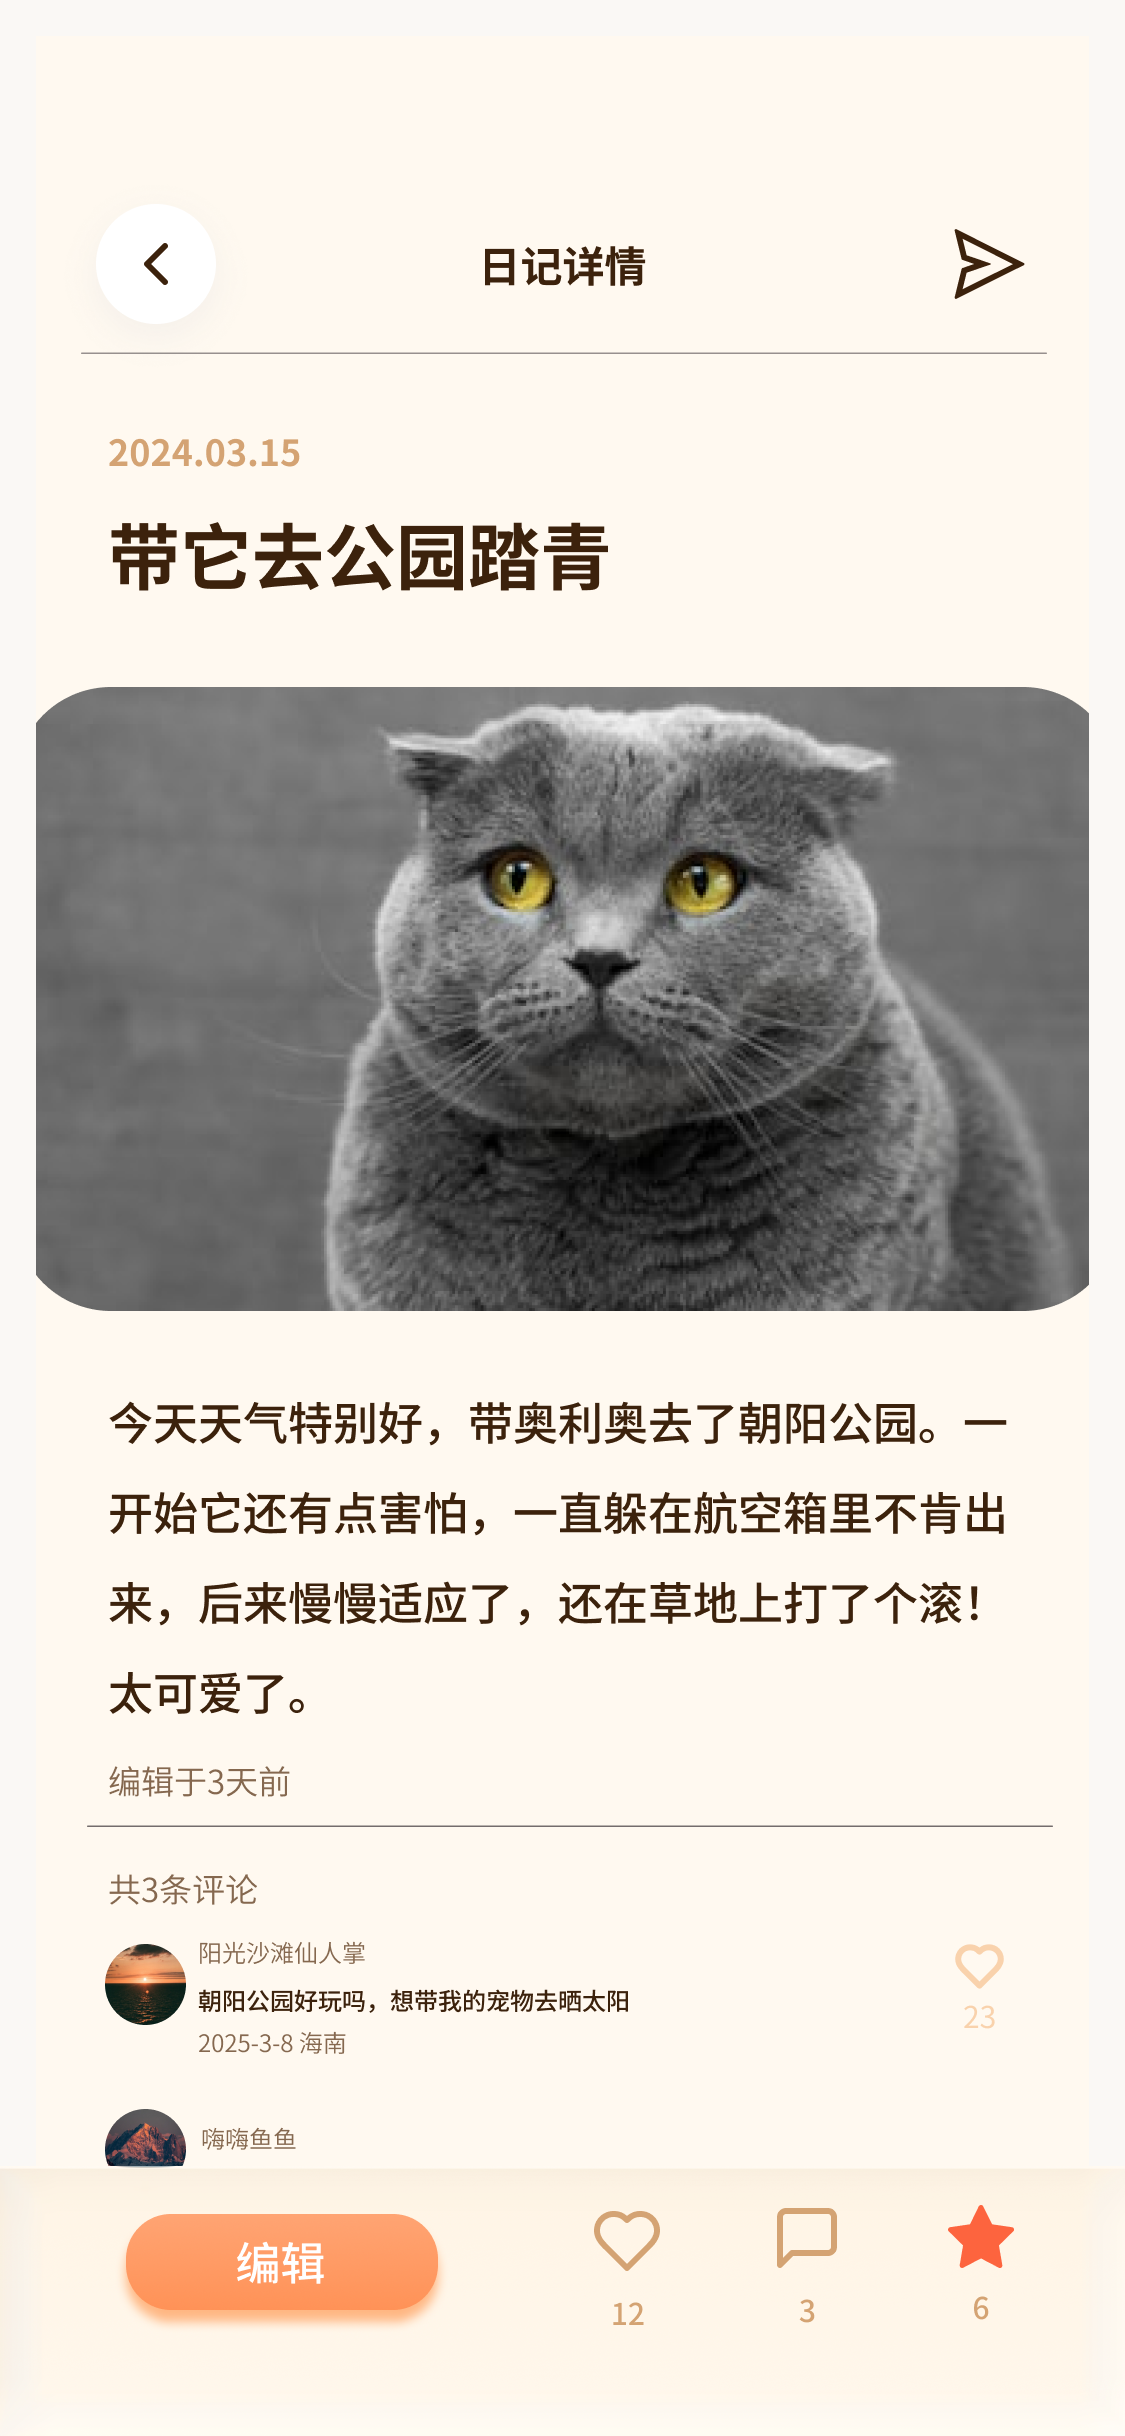 日记详情
2024.03.15
带它去公园踏青
今天天气特别好，带奥利奥去了朝阳公园。一
开始它还有点害怕，一直躲在航空箱里不肯出
来，后来慢慢适应了，还在草地上打了个滚！
太可爱了。
编辑于3天前
共3条评论
阳光沙滩仙人掌
朝阳公园好玩吗，想带我的宠物去晒太阳
23
2025-3-8 海南
嗨嗨鱼鱼
编辑
12
3
6